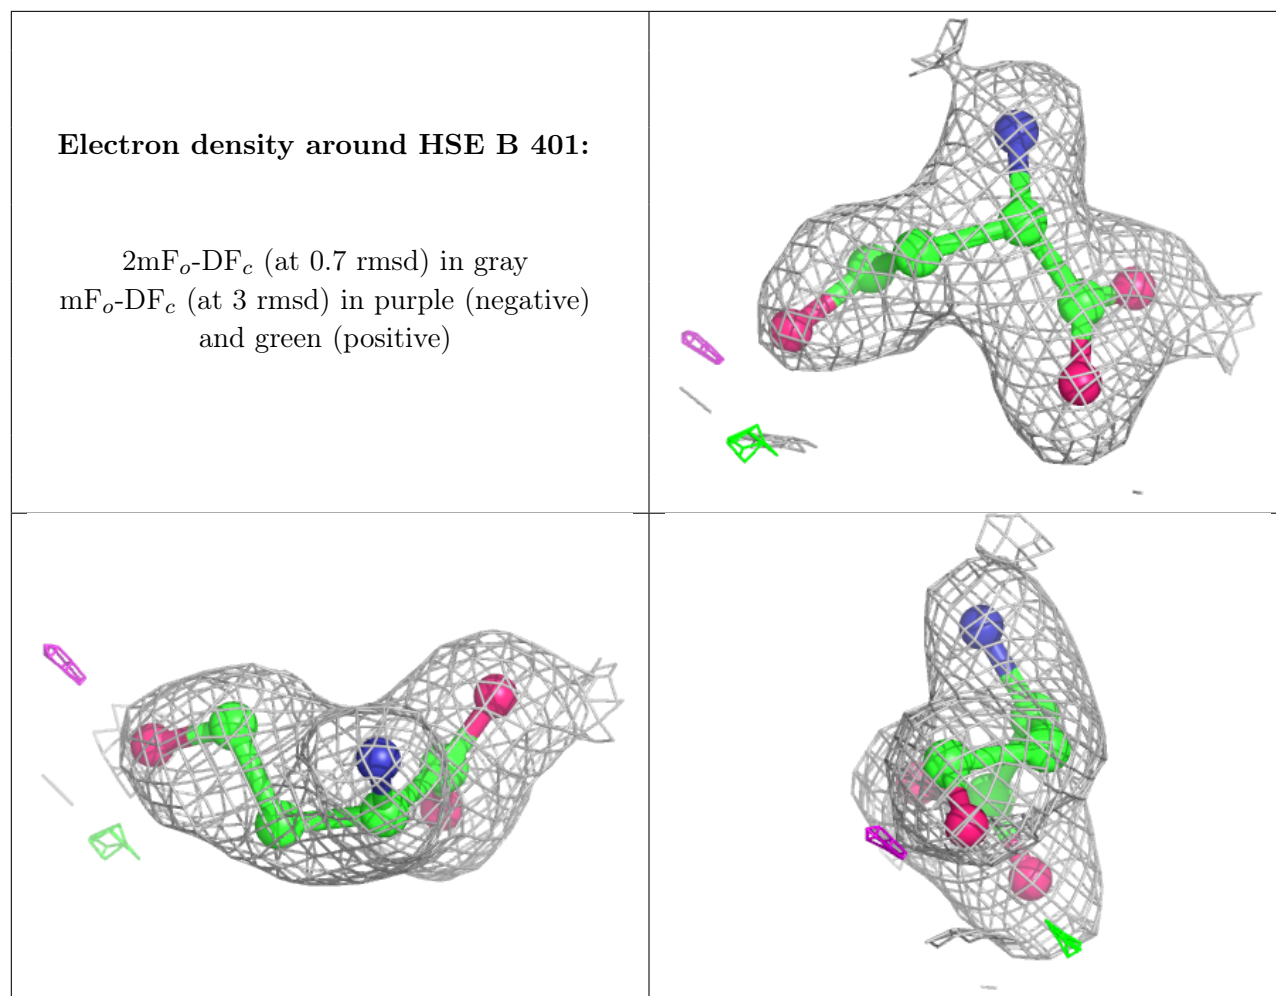 Electron density around HSE B 401:
2mFo-DFc (at 0.7 rmsd) in gray
mFo-DFc (at 3 rmsd) in purple (negative)
and green (positive)